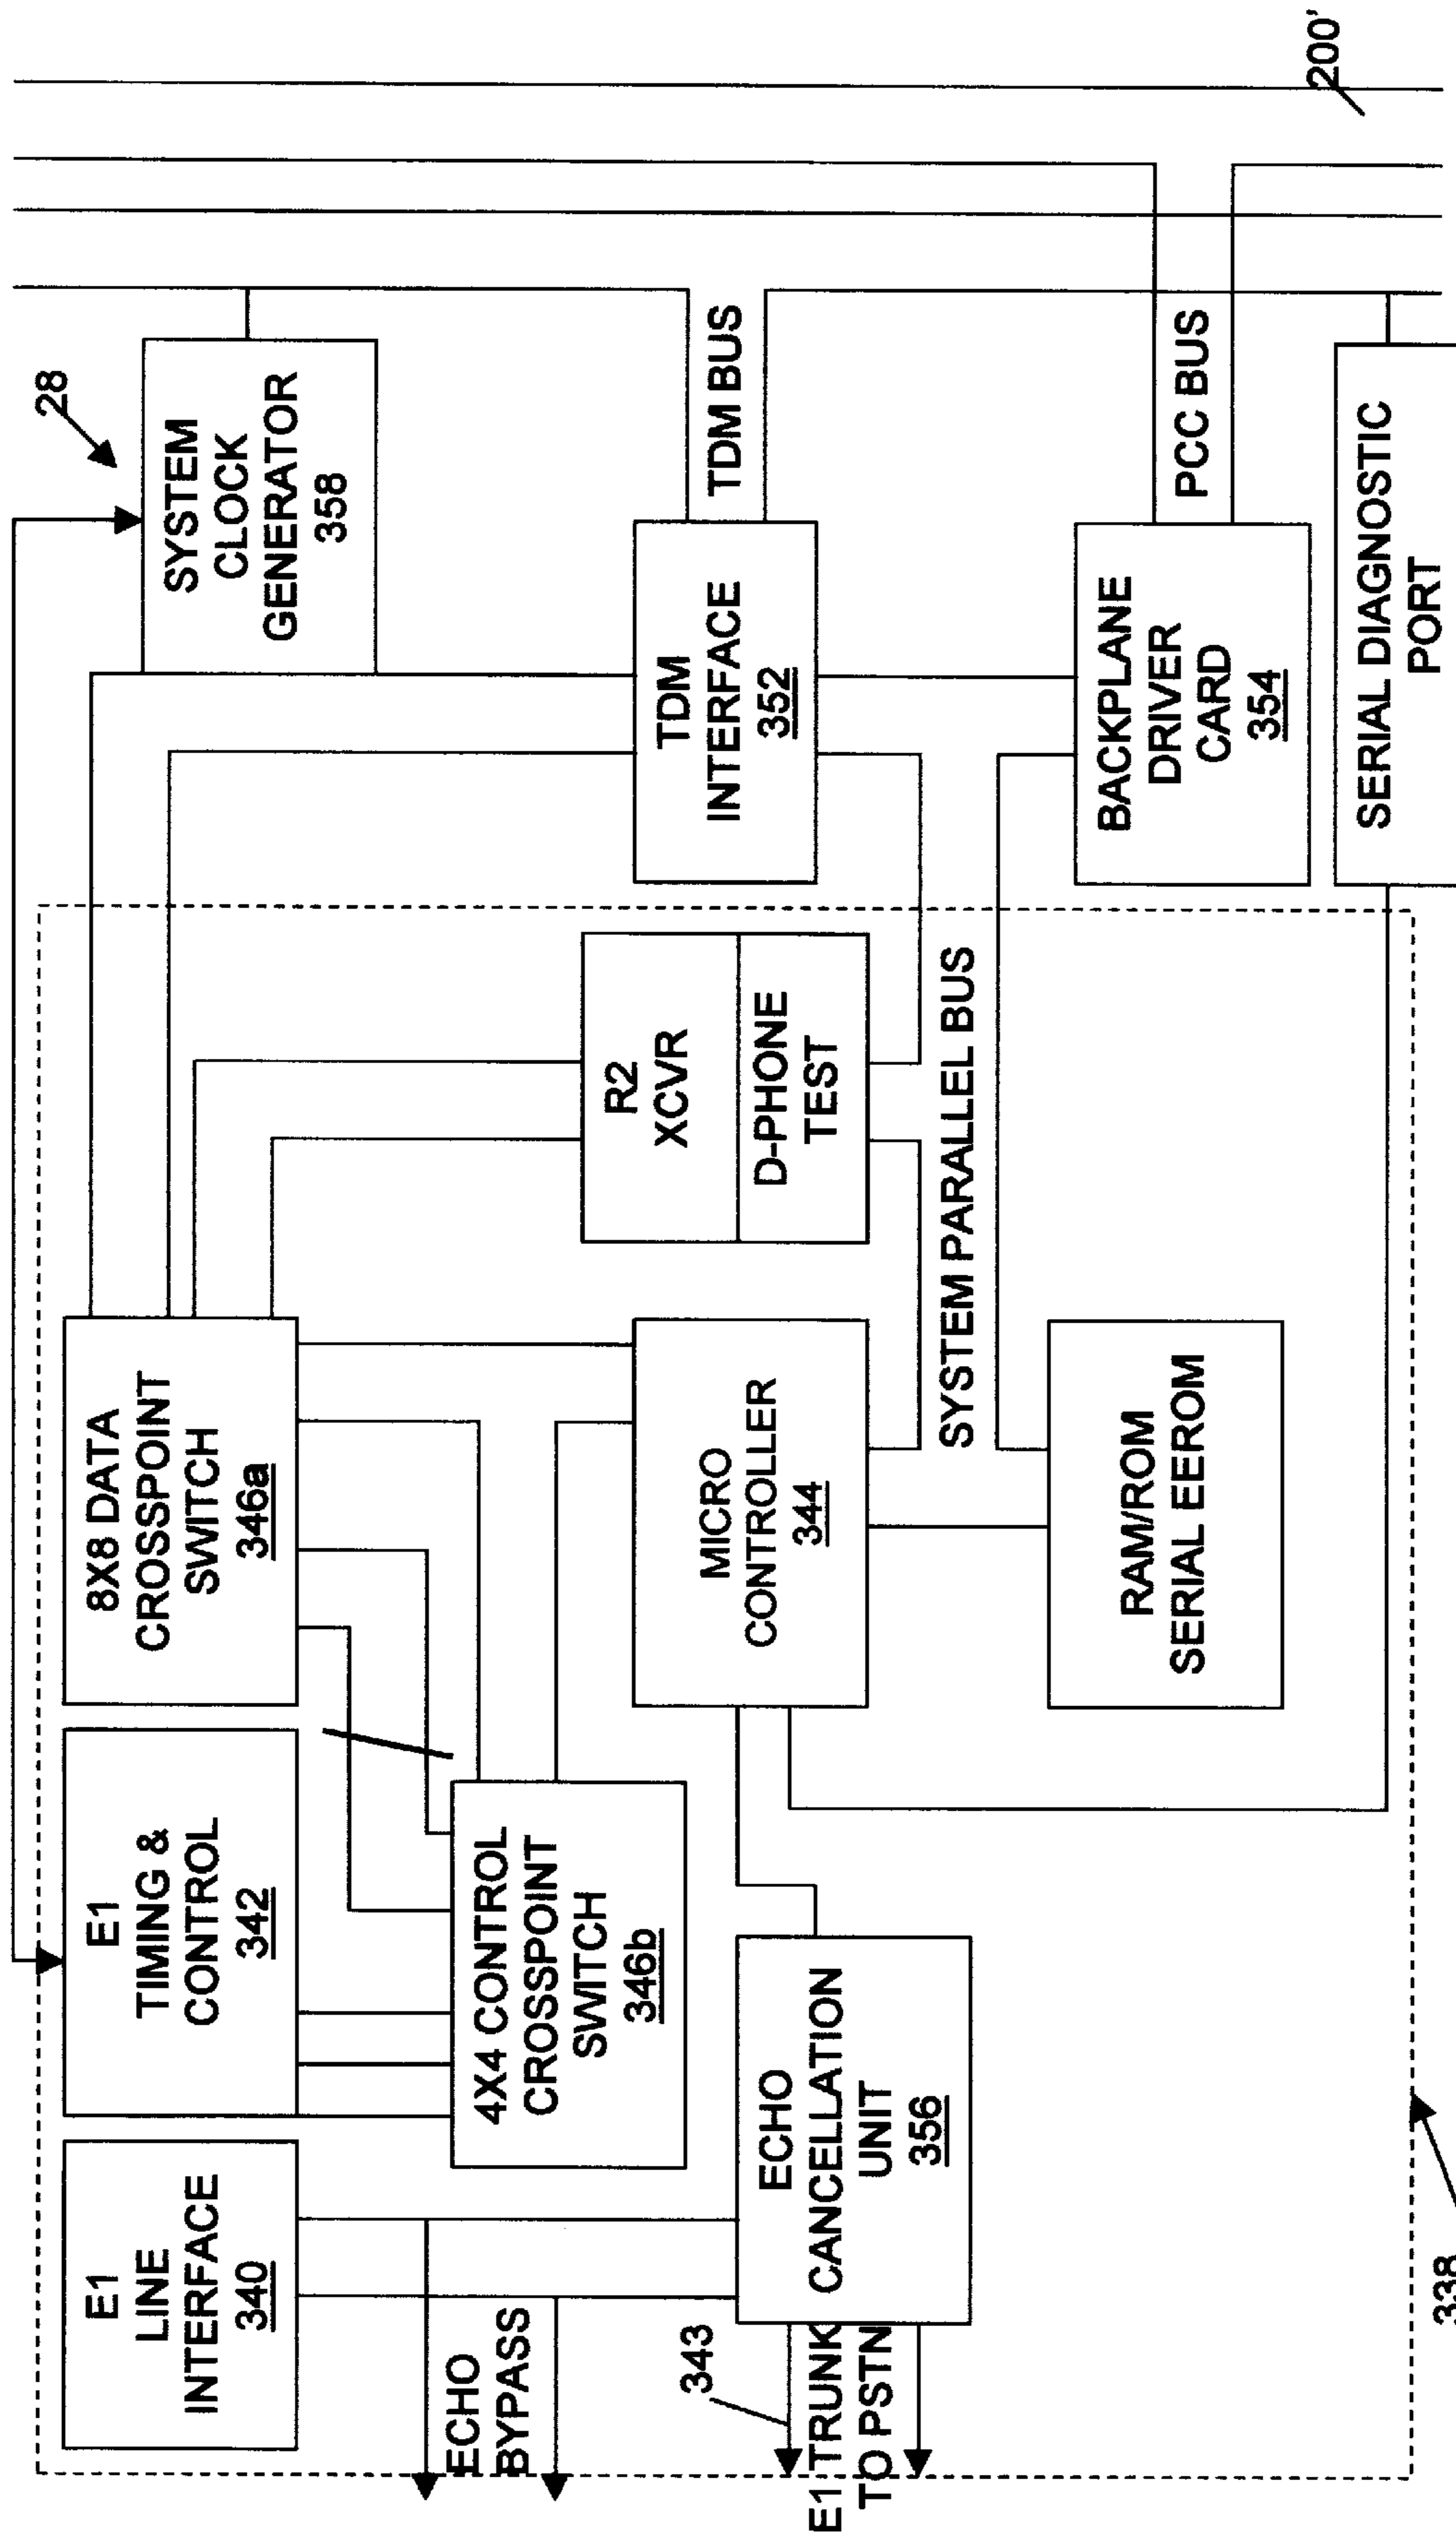 28
200'
E1
LINE
INTERFACE
340
E1
TIMING &
CONTROL
342
8X8 DATA
CROSSPOINT
SWITCH
346a
SYSTEM
CLOCK
GENERATOR
358
ECHO
BYPASS
4X4 CONTROL
CROSSPOINT
SWITCH
346b
R2
XCVR
D-PHONE
TEST
TDM
INTERFACE
352
TDM BUS
343
E1 TRUNK
TO PSTN
ECHO
CANCELLATION
UNIT
356
MICRO
CONTROLLER
344
SYSTEM PARALLEL BUS
RAM/ROM
SERIAL EEROM
BACKPLANE
DRIVER
CARD
354
PCC BUS
SERIAL DIAGNOSTIC
PORT
338